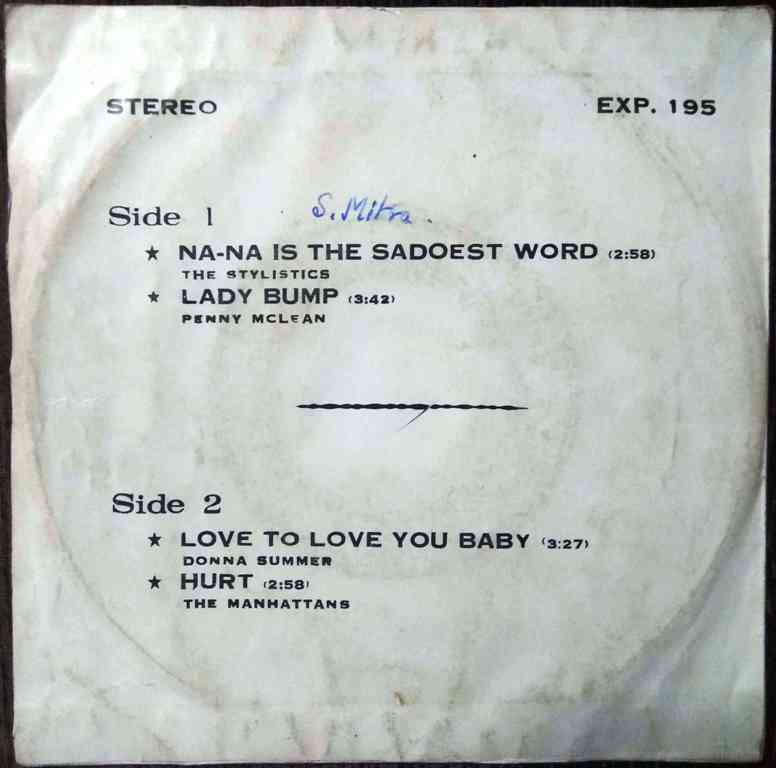 STEREO EXP. 195
Side 1 S. Mitra.
★ NA-NA IS THE SADOEST WORD (2:58)
THE STYLISTICS
★ LADY BUMP (3:42)
PENNY MCLEAN
Side 2
★ LOVE TO LOVE YOU BABY (3:27)
DONNA SUMMER
★ HURT (2:58)
THE MANHATTANS